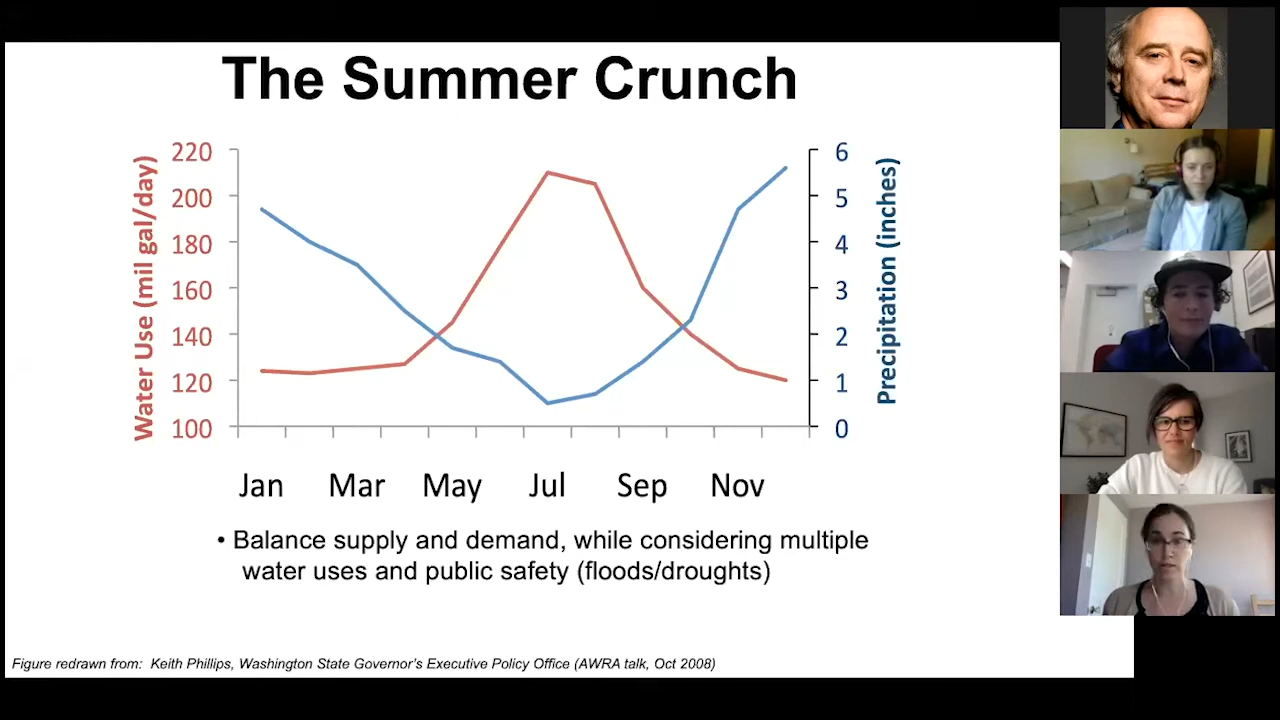 The Summer Crunch
Water Use (mil gal/day)
220
200
180
160
140
120
100
6
5
4
3
2
1
0
Precipitation (inches)
Jan Mar May Jul Sep Nov
• Balance supply and demand, while considering multiple
water uses and public safety (floods/droughts)
Figure redrawn from: Keith Phillips, Washington State Governor's Executive Policy Office (AWRA talk, Oct 2008)